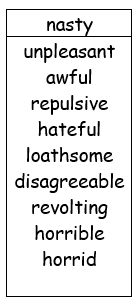 nasty
unpleasant
awful
repulsive
hateful
loathsome
disagreeable
revolting
horrible
horrid